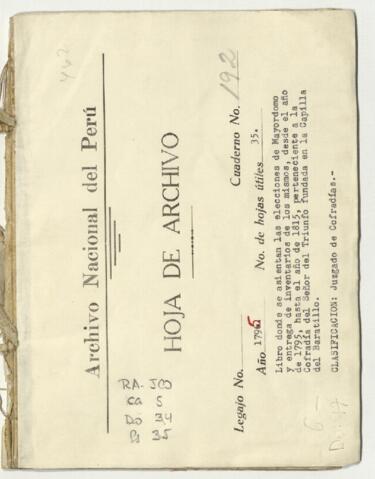 442
Archivo Nacional del Perú
HOJA DE ARCHIVO
RA-JCO
Ca 5
Do 34
Legajo No. Cuaderno No. 192
Año. 1795 No. de hojas útiles 35.
Libro donde se asientan las elecciones de Mayordomo
y entrega de inventarios de los mismos, desde el año
de 1795, hasta el año de 1815, perteneciente a la
Cofradía del Señor del Triunfo fundada en la Capilla
del Baratillo.
CLASIFICACION: Juzgado de Cofradías.-